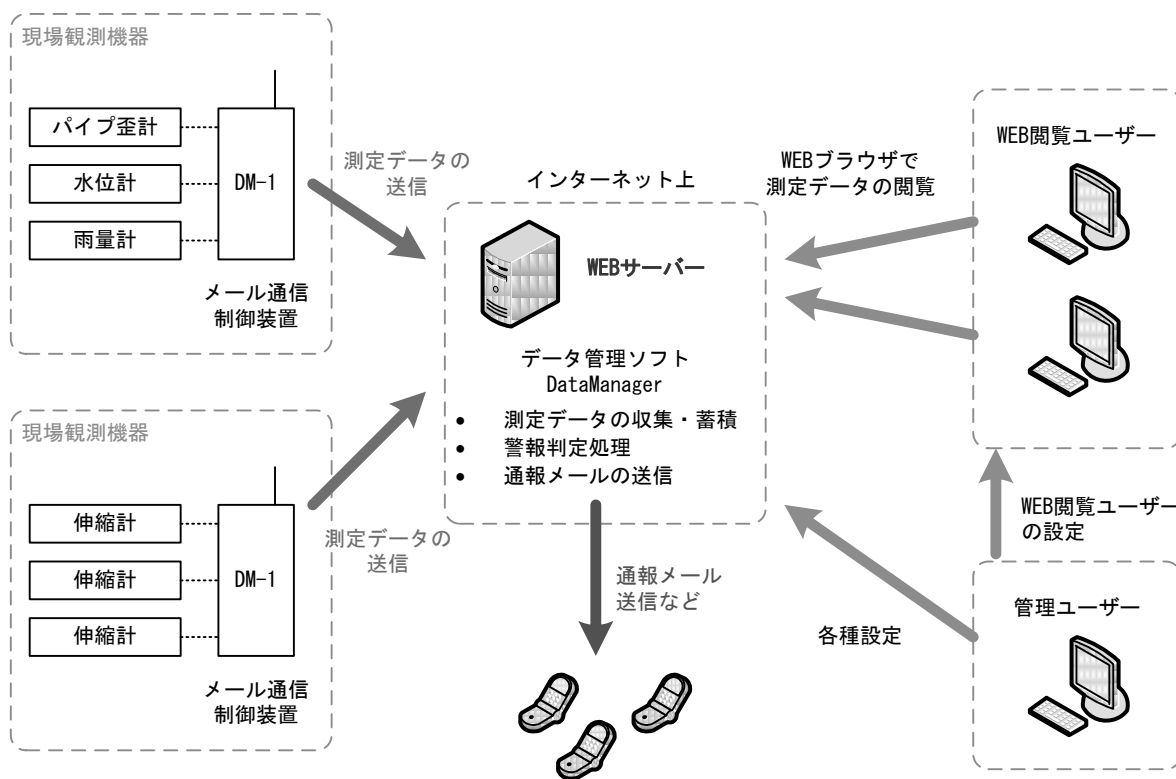 現場観測機器
パイプ歪計
水位計
雨量計
DM-1
メール通信
制御装置
測定データの
送信
現場観測機器
伸縮計
伸縮計
伸縮計
DM-1
メール通信
制御装置
測定データの
送信
インターネット上
WEBサーバー
データ管理ソフト
DataManager
• 測定データの収集・蓄積
• 警報判定処理
• 通報メールの送信
通報メール
送信など
WEBブラウザで
測定データの閲覧
WEB閲覧ユーザー
WEB閲覧ユーザー
の設定
各種設定
管理ユーザー